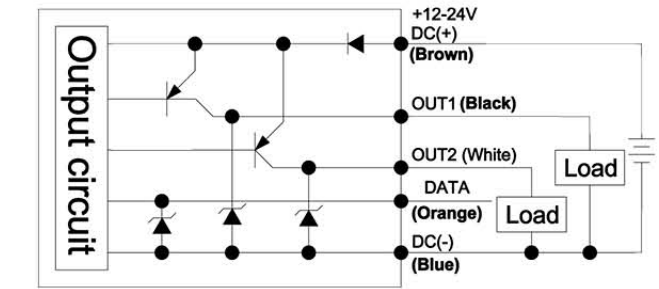 Output circuit
+12-24V
DC(+)
(Brown)
OUT1 (Black)
OUT2 (White)
DATA
(Orange)
DC(-)
(Blue)
Load
Load